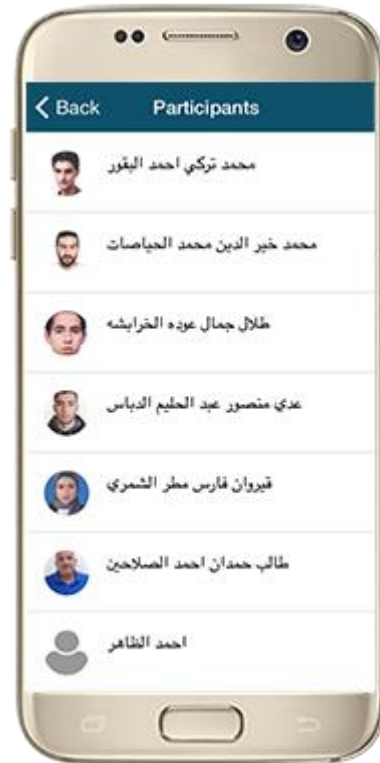 Back
Participants
محمد تركي احمد البقور
محمد خير الدين محمد الحياصات
طلال جمال عوده الخرابشه
عدي منصور عبد الحليم الدباس
قيروان فارس مطر الشمري
طالب حمدان احمد الصلاحين
احمد الظاهر